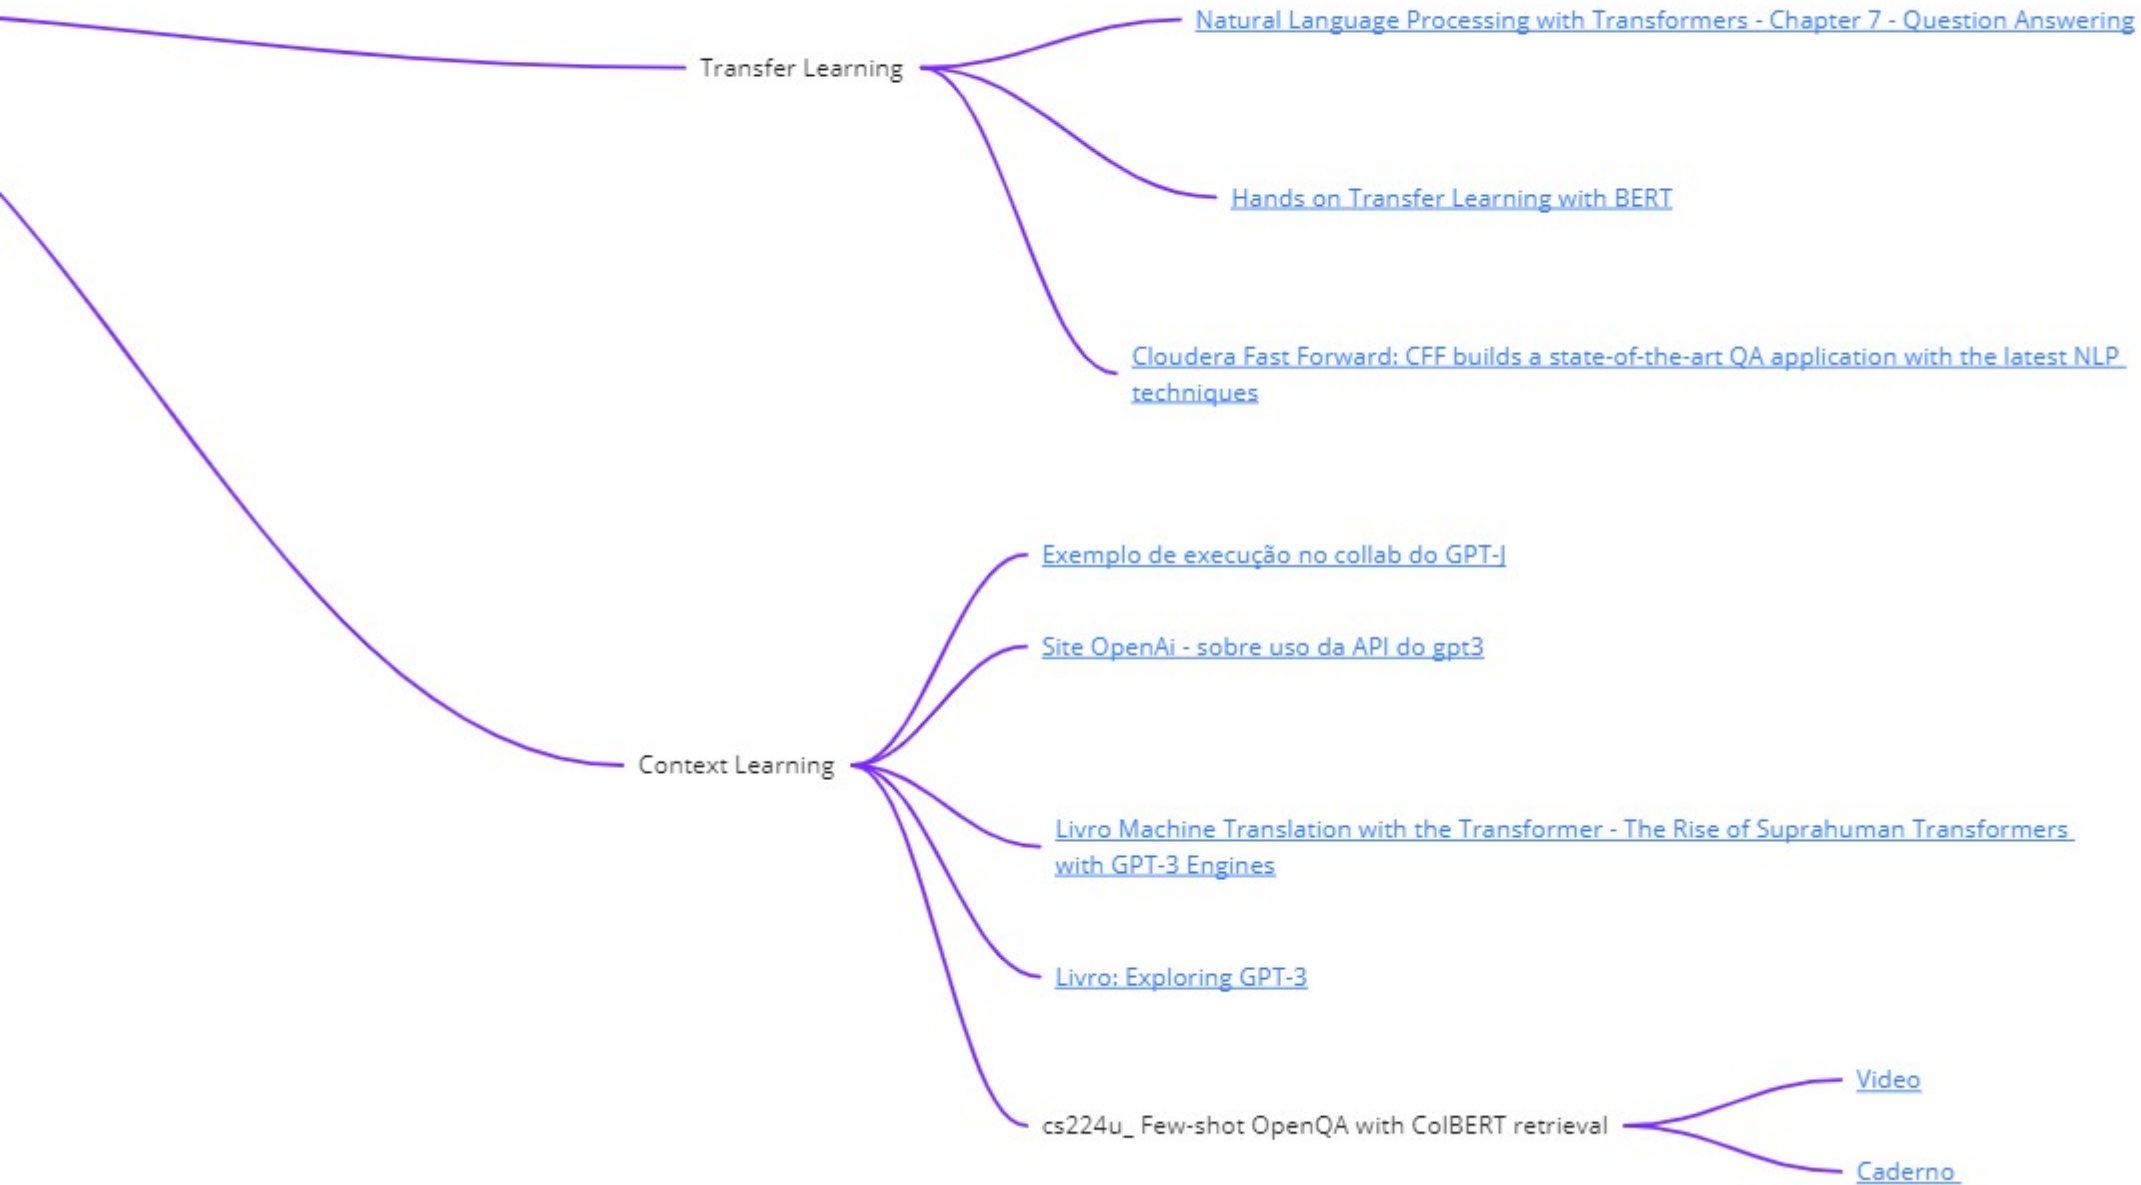 Natural Language Processing with Transformers - Chapter 7 - Question Answering
Transfer Learning
Hands on Transfer Learning with BERT
Cloudera Fast Forward: CFF builds a state-of-the-art QA application with the latest NLP
techniques
Exemplo de execução no collab do GPT-J
Site OpenAi - sobre uso da API do gpt3
Context Learning
Livro Machine Translation with the Transformer - The Rise of Suprahuman Transformers
with GPT-3 Engines
Livro: Exploring GPT-3
cs224u_ Few-shot OpenQA with ColBERT retrieval
Video
Caderno